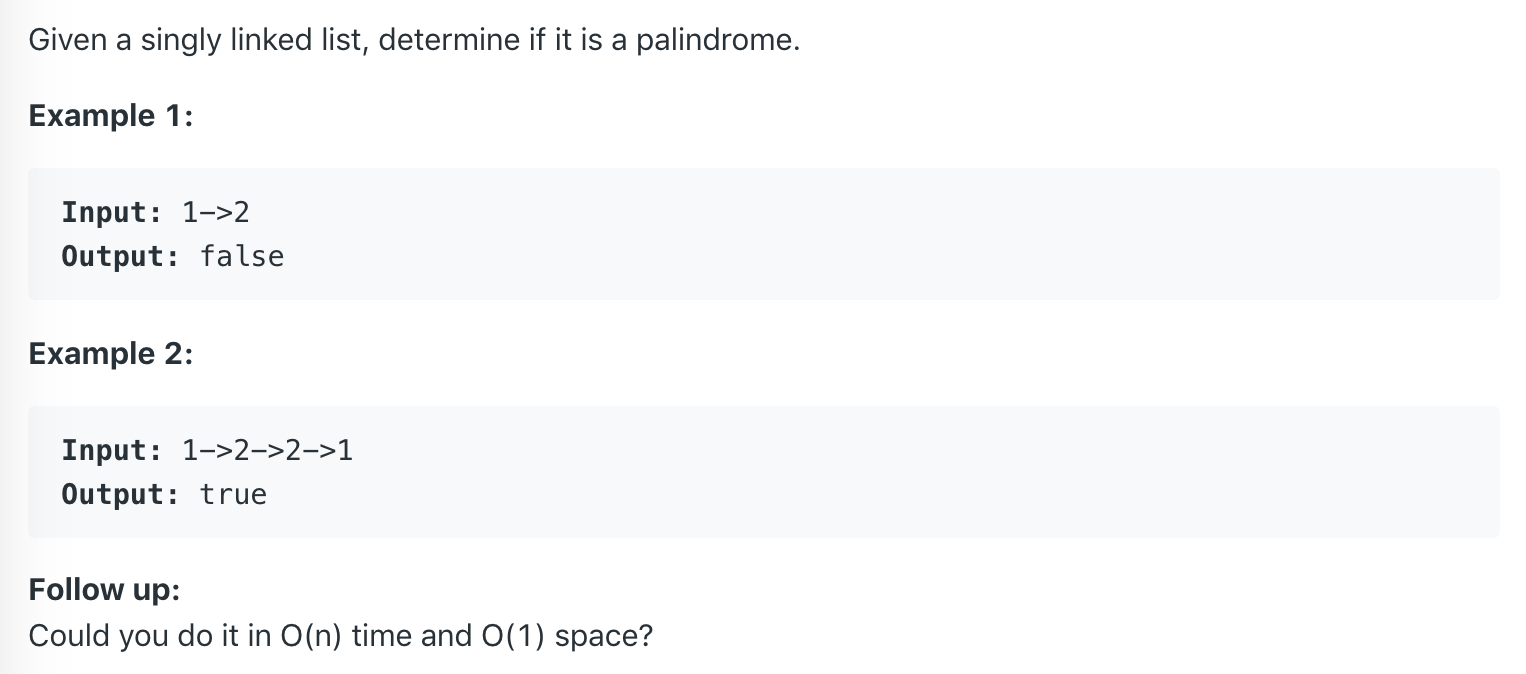 Given a singly linked list, determine if it is a palindrome.
Example 1:
Input: 1->2
Output: false
Example 2:
Input: 1->2->2->1
Output: true
Follow up:
Could you do it in O(n) time and O(1) space?